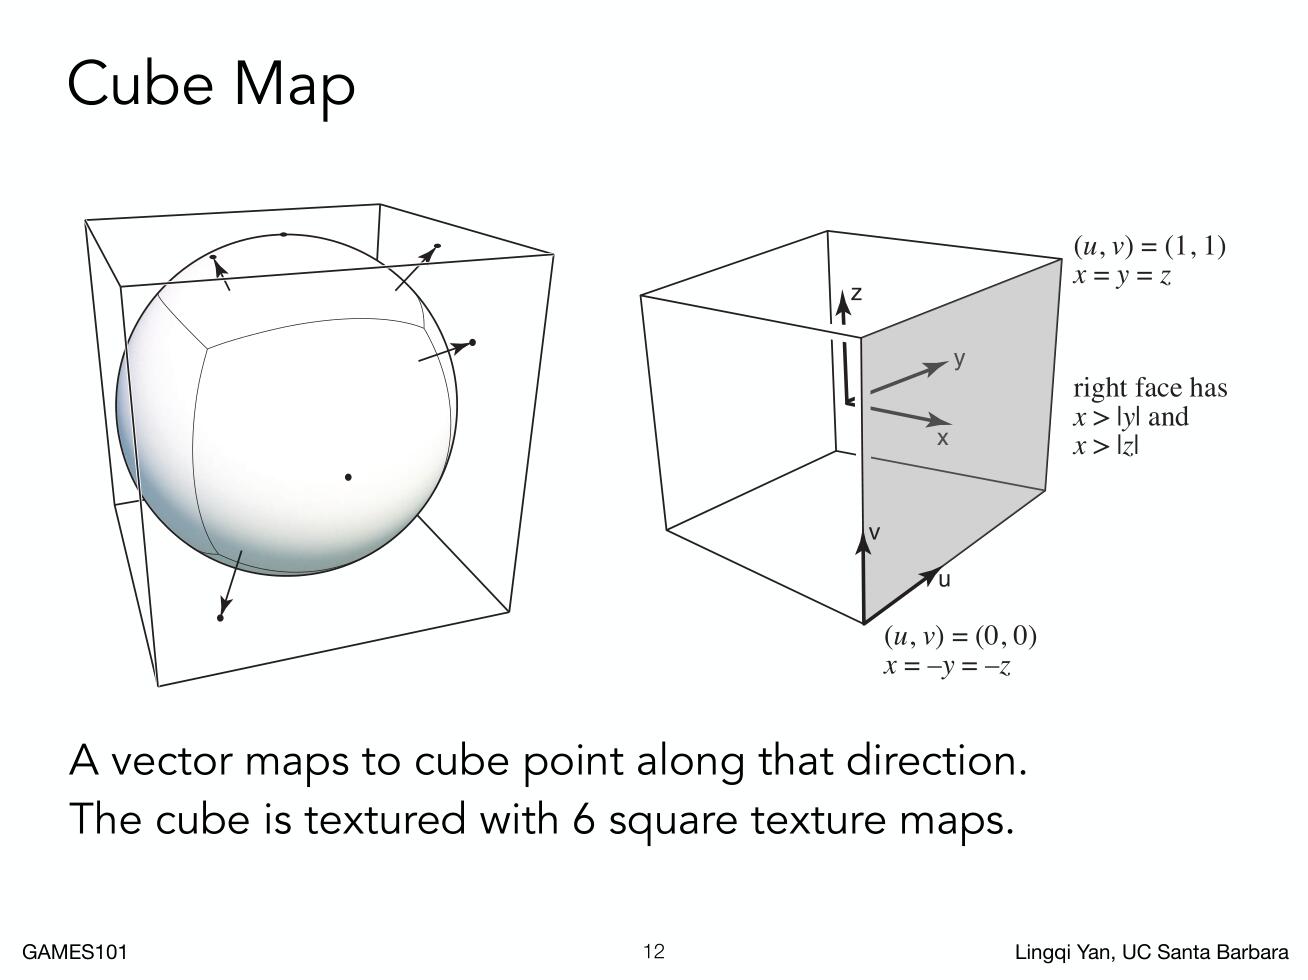 Cube Map
(u, v) = (1, 1)
x = y = z
z
y
x
right face has
x > |y| and
x > |z|
v
u
(u, v) = (0, 0)
x = –y = –z
A vector maps to cube point along that direction.
The cube is textured with 6 square texture maps.
GAMES101
12
Lingqi Yan, UC Santa Barbara